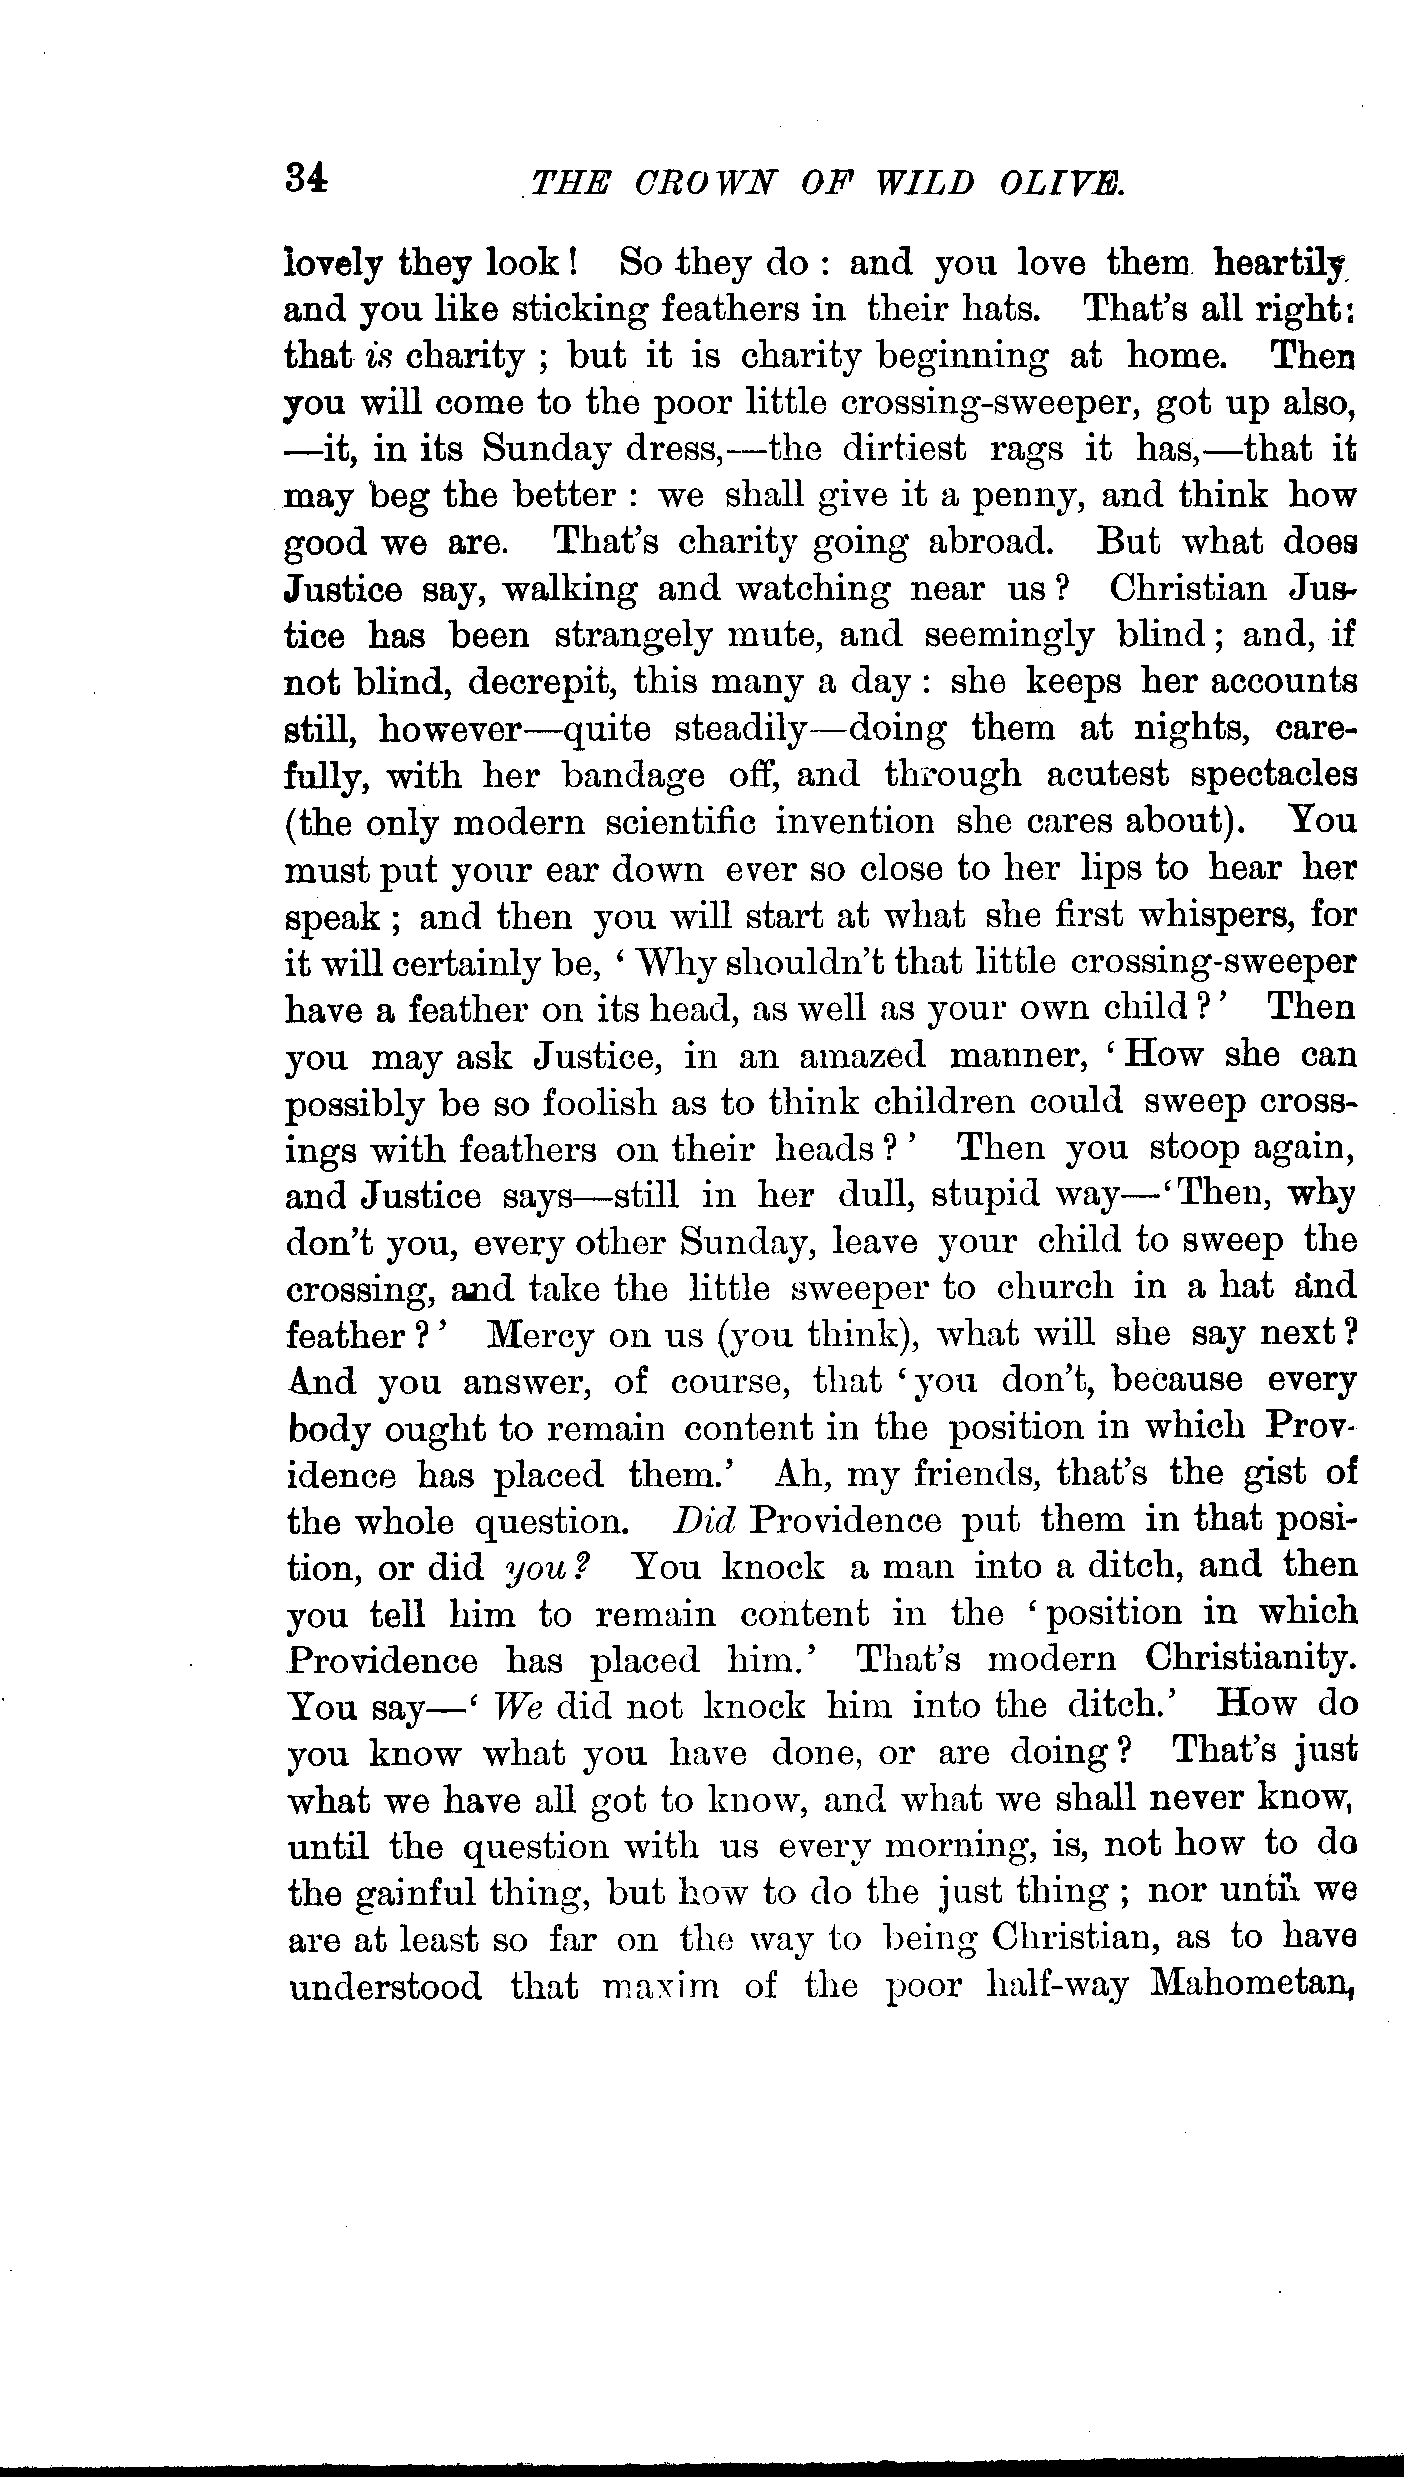 34 THE CROWN OF WILD OLIVE.
lovely they look! So they do: and you love them heartily
and you like sticking feathers in their hats. That's all right:
that is charity; but it is charity beginning at home. Then
you will come to the poor little crossing-sweeper, got up also,
—it, in its Sunday dress,—the dirtiest rags it has,—that it
may beg the better: we shall give it a penny, and think how
good we are. That's charity going abroad. But what does
Justice say, walking and watching near us? Christian Jus-
tice has been strangely mute, and seemingly blind; and, if
not blind, decrepit, this many a day: she keeps her accounts
still, however—quite steadily—doing them at nights, care-
fully, with her bandage off, and through acutest spectacles
(the only modern scientific invention she cares about). You
must put your ear down ever so close to her lips to hear her
speak; and then you will start at what she first whispers, for
it will certainly be, ‘Why shouldn't that little crossing-sweeper
have a feather on its head, as well as your own child?’ Then
you may ask Justice, in an amazed manner, ‘How she can
possibly be so foolish as to think children could sweep cross-
ings with feathers on their heads?’ Then you stoop again,
and Justice says—still in her dull, stupid way—‘Then, why
don't you, every other Sunday, leave your child to sweep the
crossing, and take the little sweeper to church in a hat and
feather?’ Mercy on us (you think), what will she say next?
And you answer, of course, that ‘you don't, because every
body ought to remain content in the position in which Prov-
idence has placed them.’ Ah, my friends, that's the gist of
the whole question. Did Providence put them in that posi-
tion, or did you? You knock a man into a ditch, and then
you tell him to remain content in the ‘position in which
Providence has placed him.’ That's modern Christianity.
You say—‘We did not knock him into the ditch.’ How do
you know what you have done, or are doing? That's just
what we have all got to know, and what we shall never know,
until the question with us every morning, is, not how to do
the gainful thing, but how to do the just thing; nor until we
are at least so far on the way to being Christian, as to have
understood that maxim of the poor half-way Mahometan,